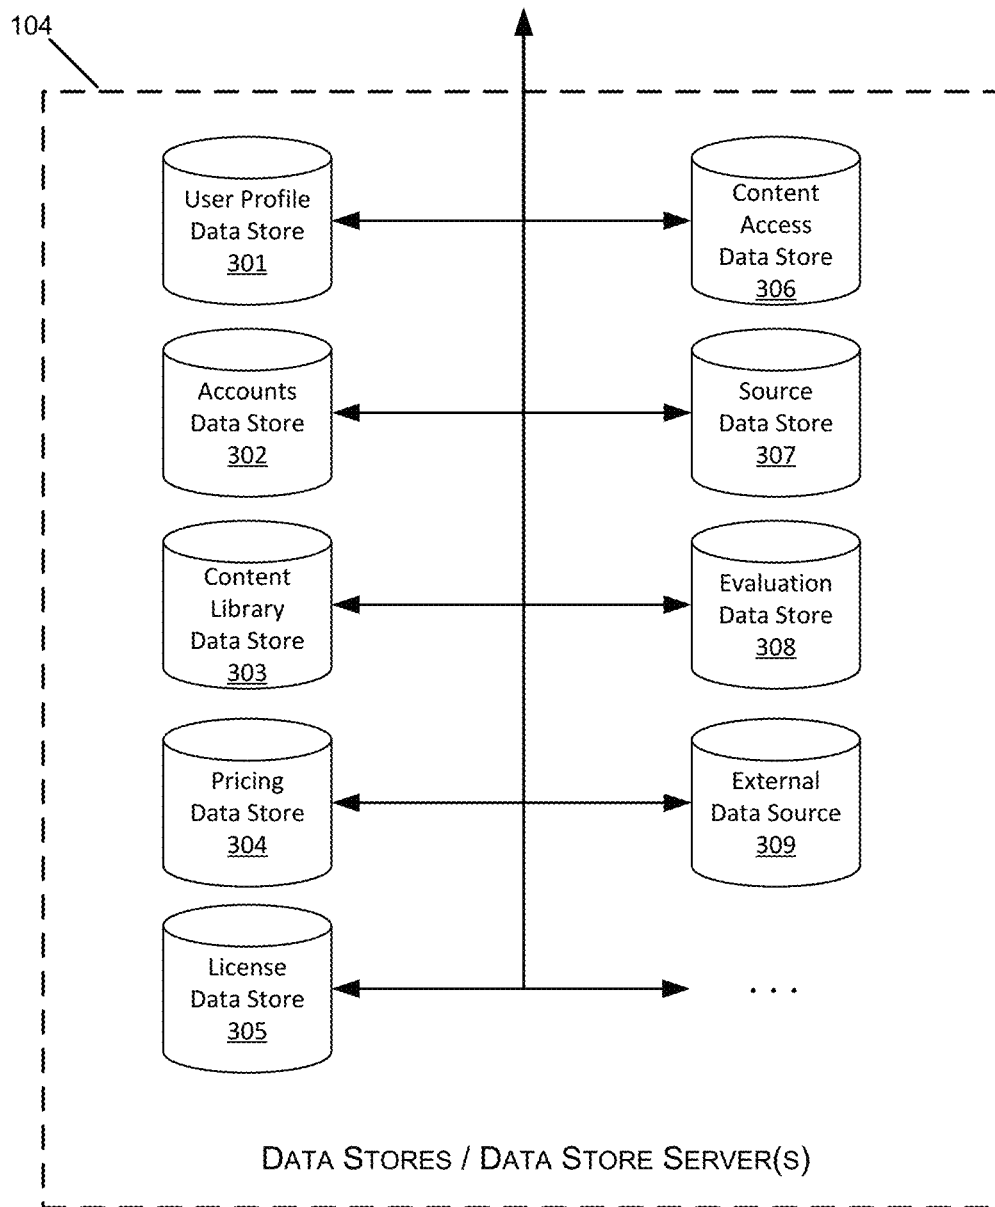 104
User Profile
Data Store
301
Content
Access
Data Store
306
Accounts
Data Store
302
Source
Data Store
307
Content
Library
Data Store
303
Evaluation
Data Store
308
Pricing
Data Store
304
External
Data Source
309
License
Data Store
305
. . .
DATA STORES / DATA STORE SERVER(S)